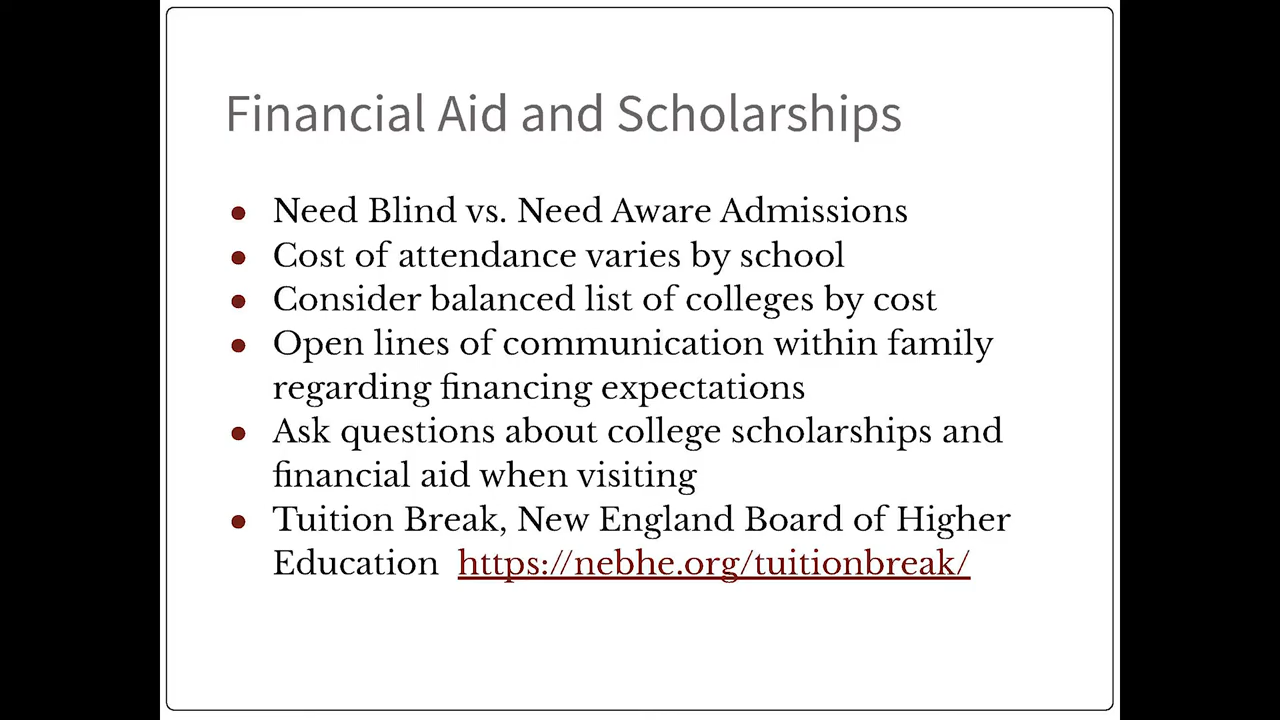 Financial Aid and Scholarships
● Need Blind vs. Need Aware Admissions
● Cost of attendance varies by school
● Consider balanced list of colleges by cost
● Open lines of communication within family
regarding financing expectations
● Ask questions about college scholarships and
financial aid when visiting
● Tuition Break, New England Board of Higher
Education https://nebhe.org/tuitionbreak/